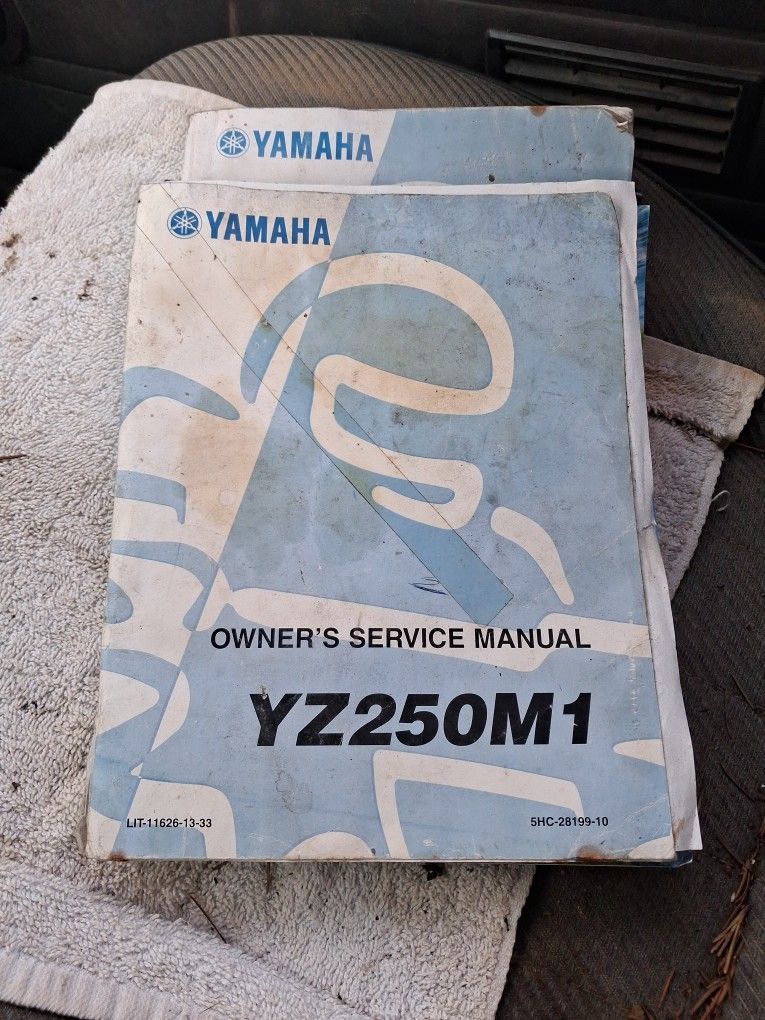 YAMAHA
YAMAHA
OWNER'S SERVICE MANUAL
YZ250M1
LIT-11626-13-33
5HC-28199-10